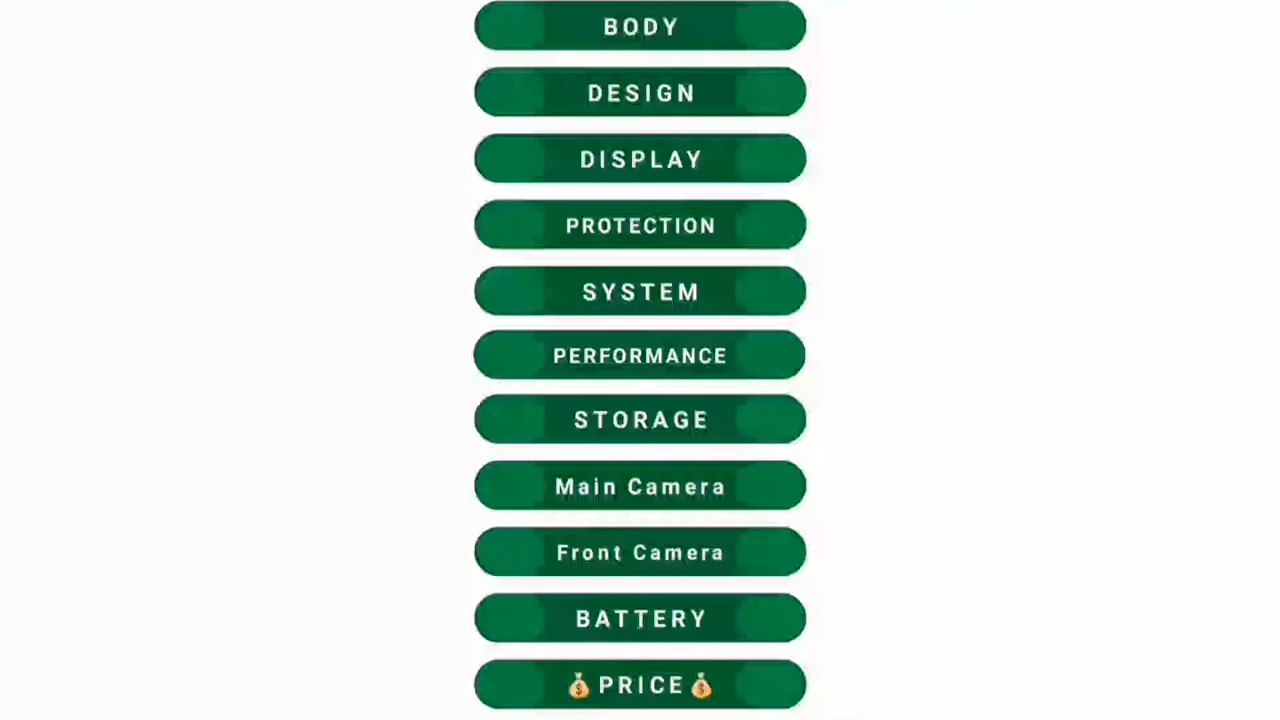 BODY
DESIGN
DISPLAY
PROTECTION
SYSTEM
PERFORMANCE
STORAGE
Main Camera
Front Camera
BATTERY
💰PRICE💰